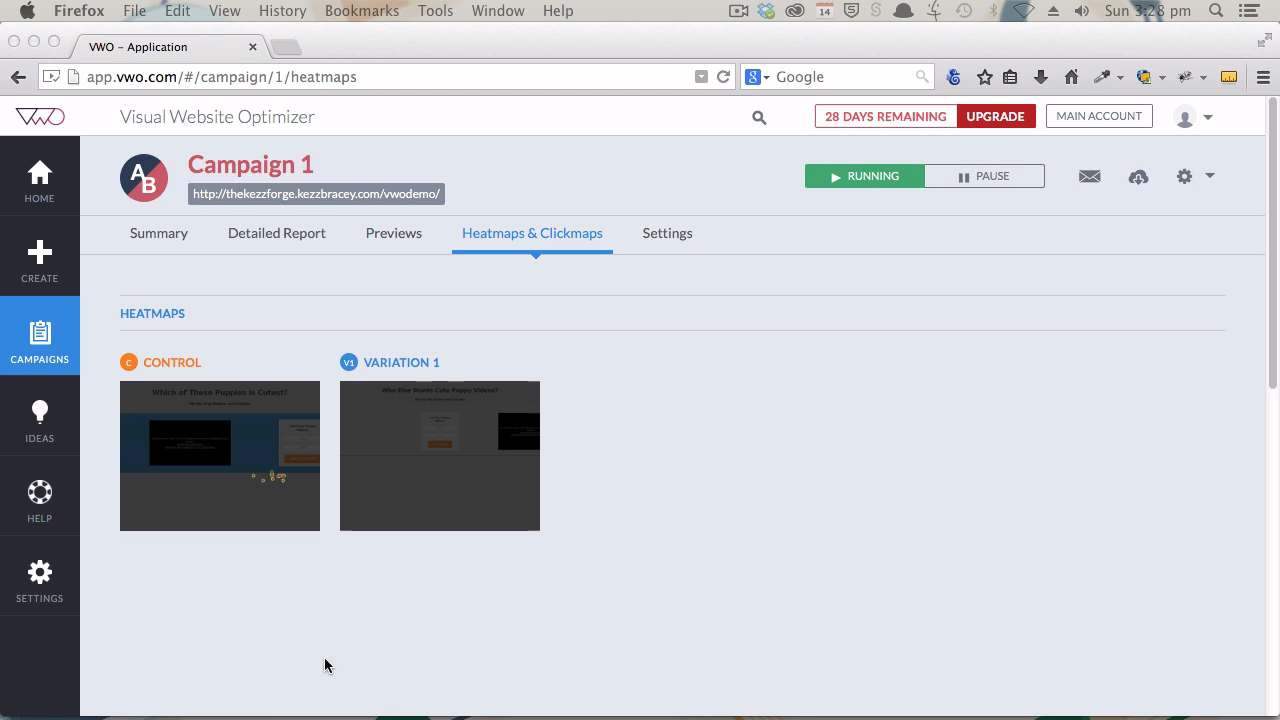 Firefox File Edit View History Bookmarks Tools Window Help 14 Sun 3:28 pm
VWO – Application
app.vwo.com/#/campaign/1/heatmaps Google
VWO Visual Website Optimizer 28 DAYS REMAINING UPGRADE MAIN ACCOUNT
AB Campaign 1
http://thekezzforge.kezzbracey.com/vwodemo/
RUNNING PAUSE
Summary Detailed Report Previews Heatmaps & Clickmaps Settings
HOME
CREATE
CAMPAIGNS
IDEAS
HELP
SETTINGS
HEATMAPS
C CONTROL V1 VARIATION 1
Which of These Puppies is Cutest?
Who Else Wants Cute Puppy Videos?